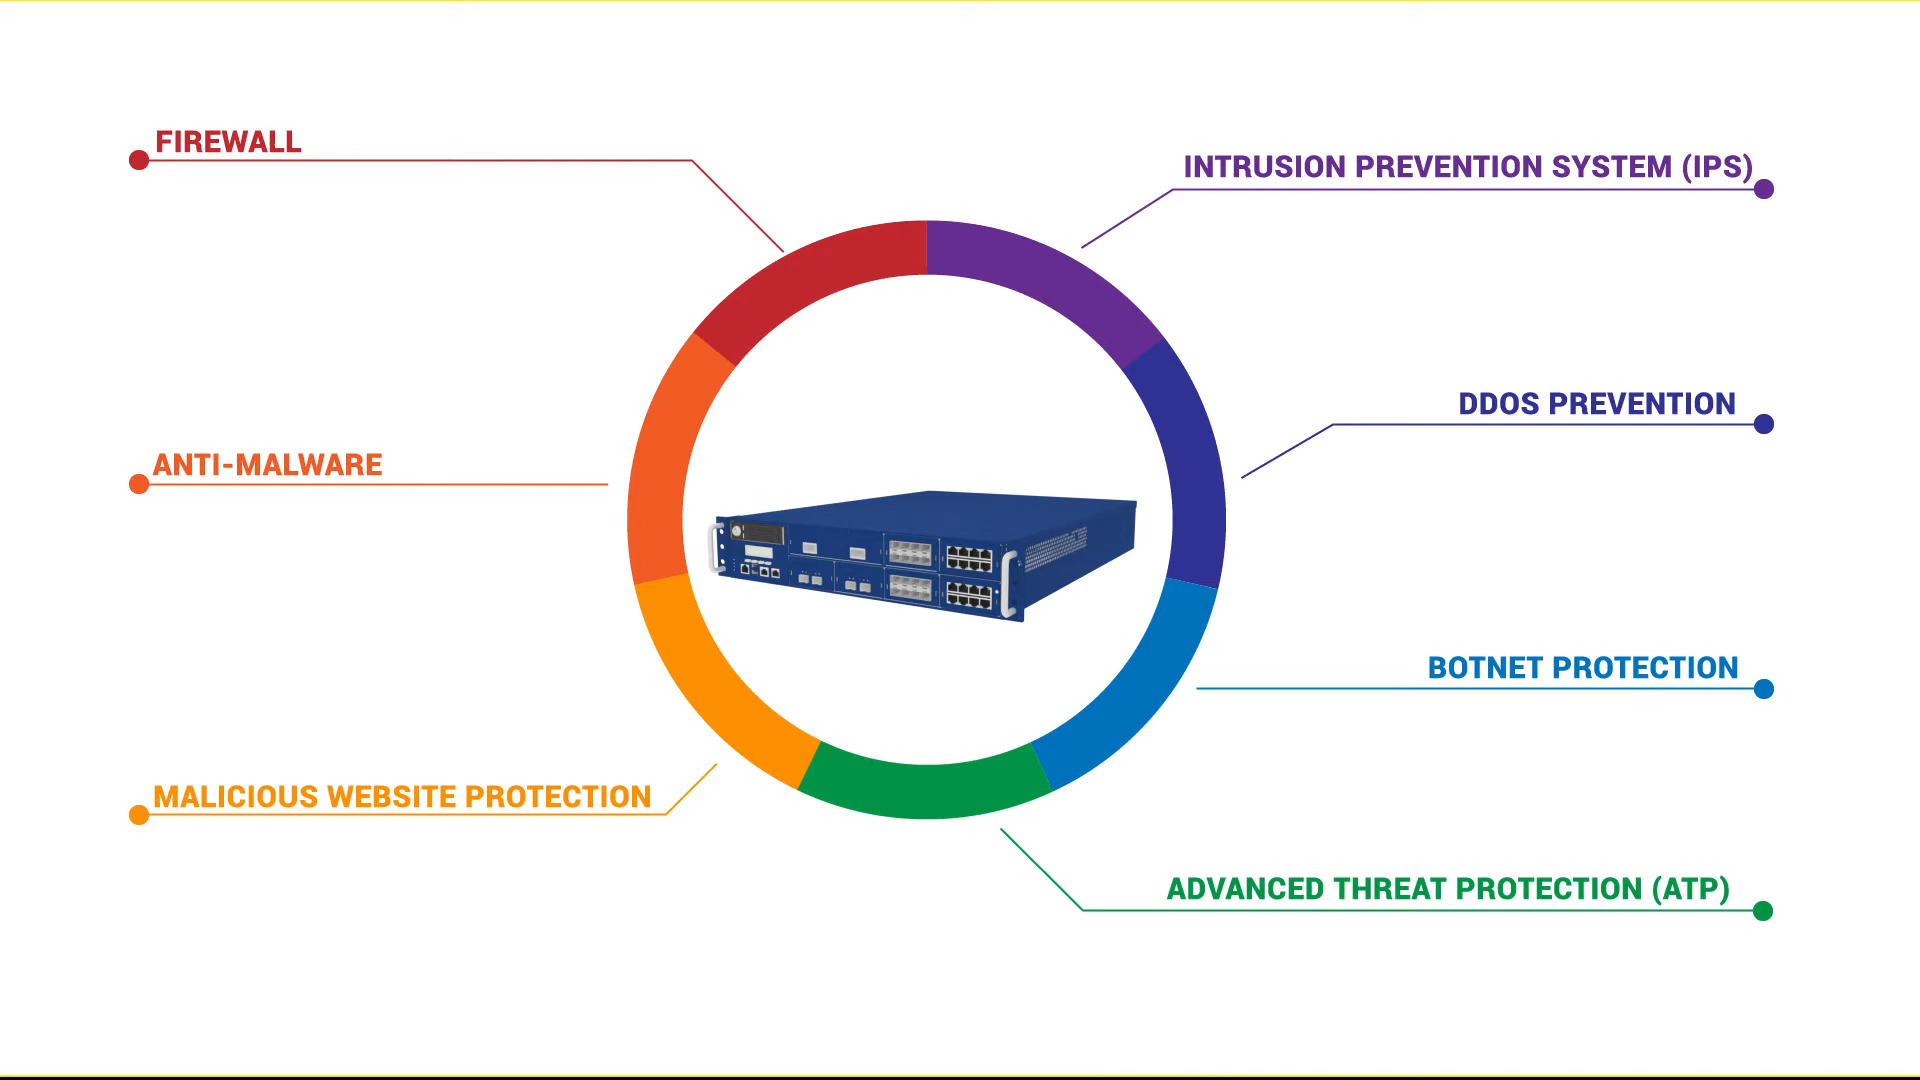 FIREWALL
INTRUSION PREVENTION SYSTEM (IPS)
DDOS PREVENTION
ANTI-MALWARE
BOTNET PROTECTION
MALICIOUS WEBSITE PROTECTION
ADVANCED THREAT PROTECTION (ATP)